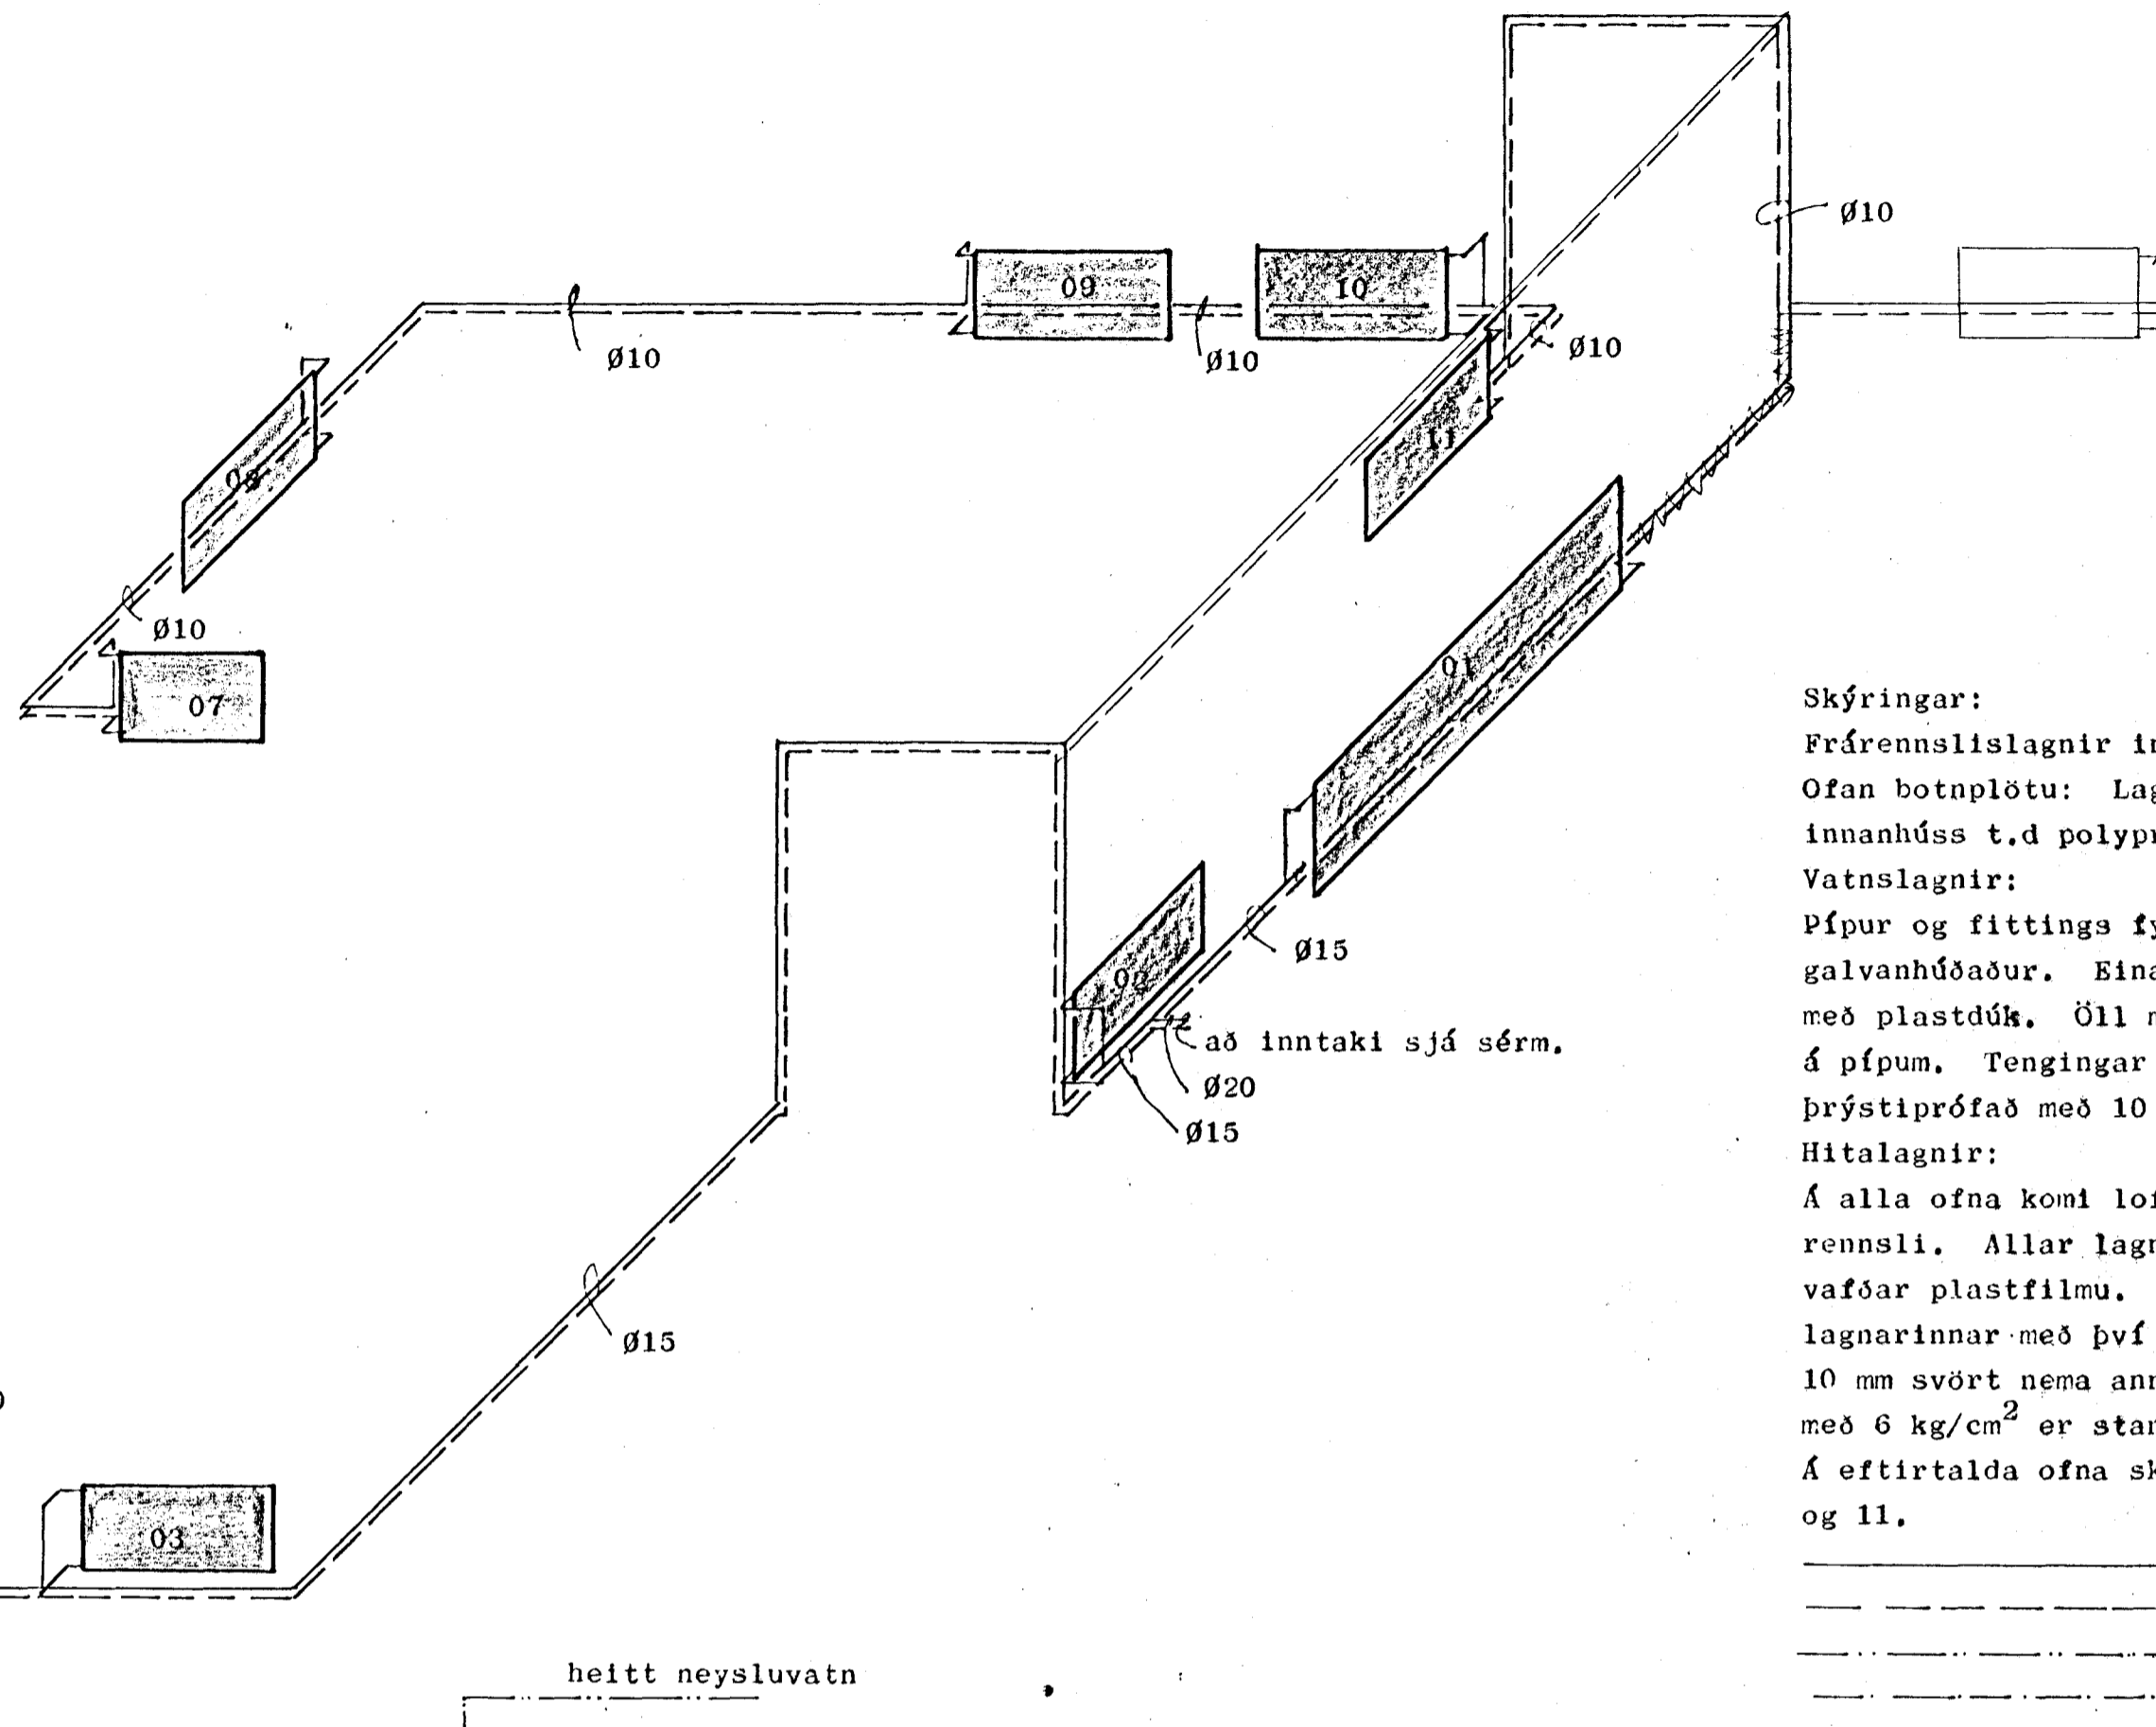 Ø10
09
10
Ø10
Ø10
Ø10
11
08
Ø10
07
01
Skýringar:
Frárennslislagnir in
Ofan botnplötu: Lag
innanhúss t.d polypr
Vatnslagnir:
Pípur og fittings fy
galvanhúðaður. Eina
með plastdúk. Öll m
á pípum. Tengingar
þrýstiprófað með 10
Hitalagnir:
Á alla ofna komi lof
rennsli. Allar lagn
vafðar plastfilmu.
lagnarinnar með því
10 mm svört nema ann
með 6 kg/cm² er stan
Á eftirtalda ofna sk
og 11.
Ø15
02
að inntaki sjá sérm.
Ø20
Ø15
Ø15
03
heitt neysluvatn